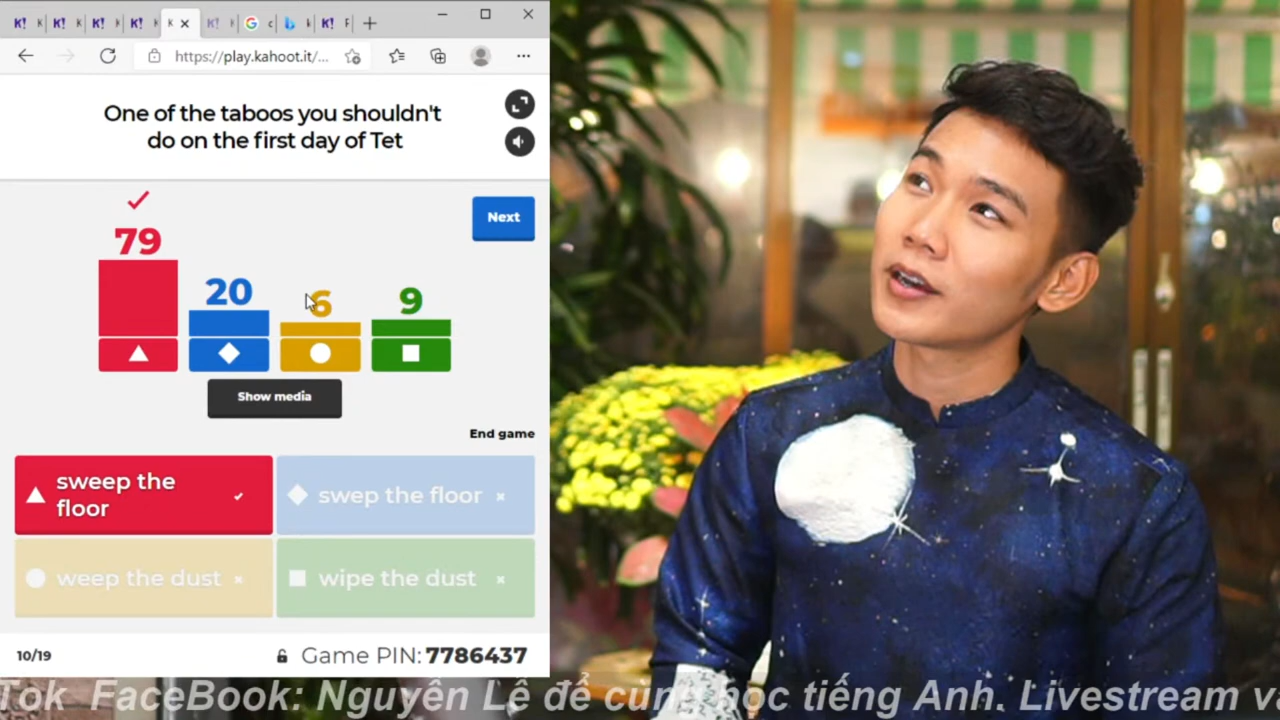 https://play.kahoot.it/...
One of the taboos you shouldn't
do on the first day of Tet
Next
79
20
6
9
Show media
End game
sweep the
floor
swep the floor
weep the dust
wipe the dust
10/19
Game PIN: 7786437
Tok FaceBook: Nguyên Lê để cùng học tiếng Anh. Livestream và